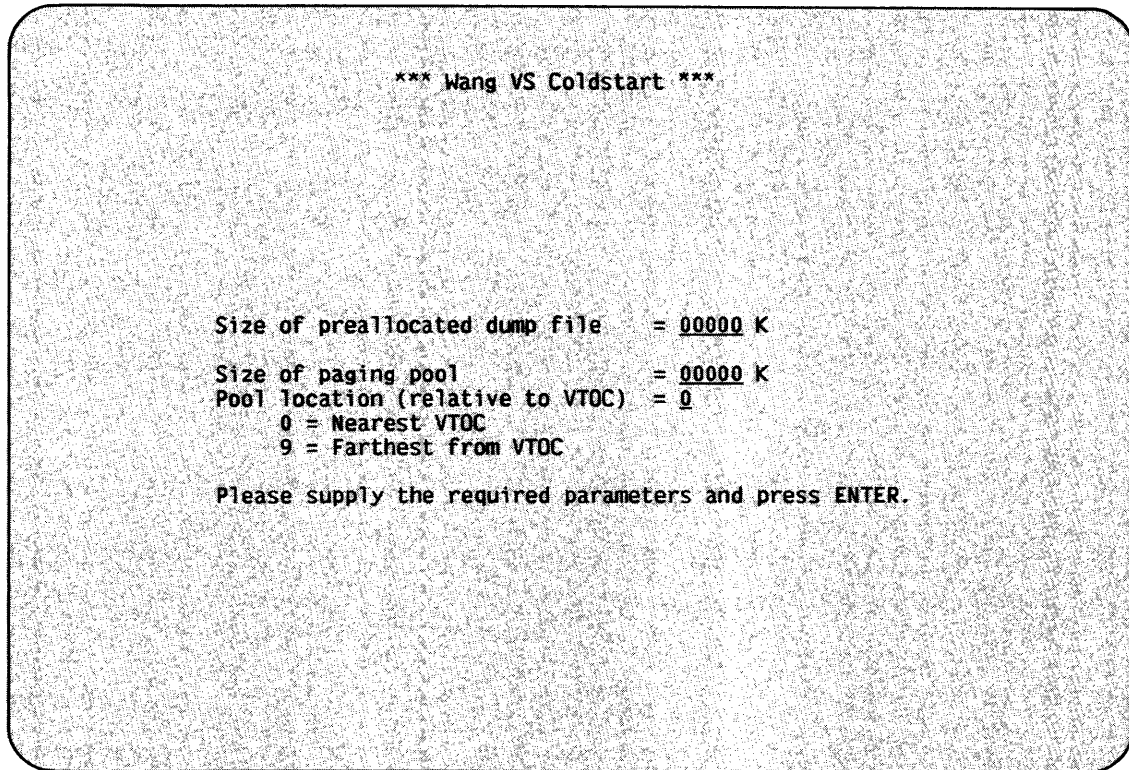 *** Wang VS Coldstart ***
Size of preallocated dump file = 00000 K
Size of paging pool = 00000 K
Pool location (relative to VTOC) = 0
0 = Nearest VTOC
9 = Farthest from VTOC
Please supply the required parameters and press ENTER.